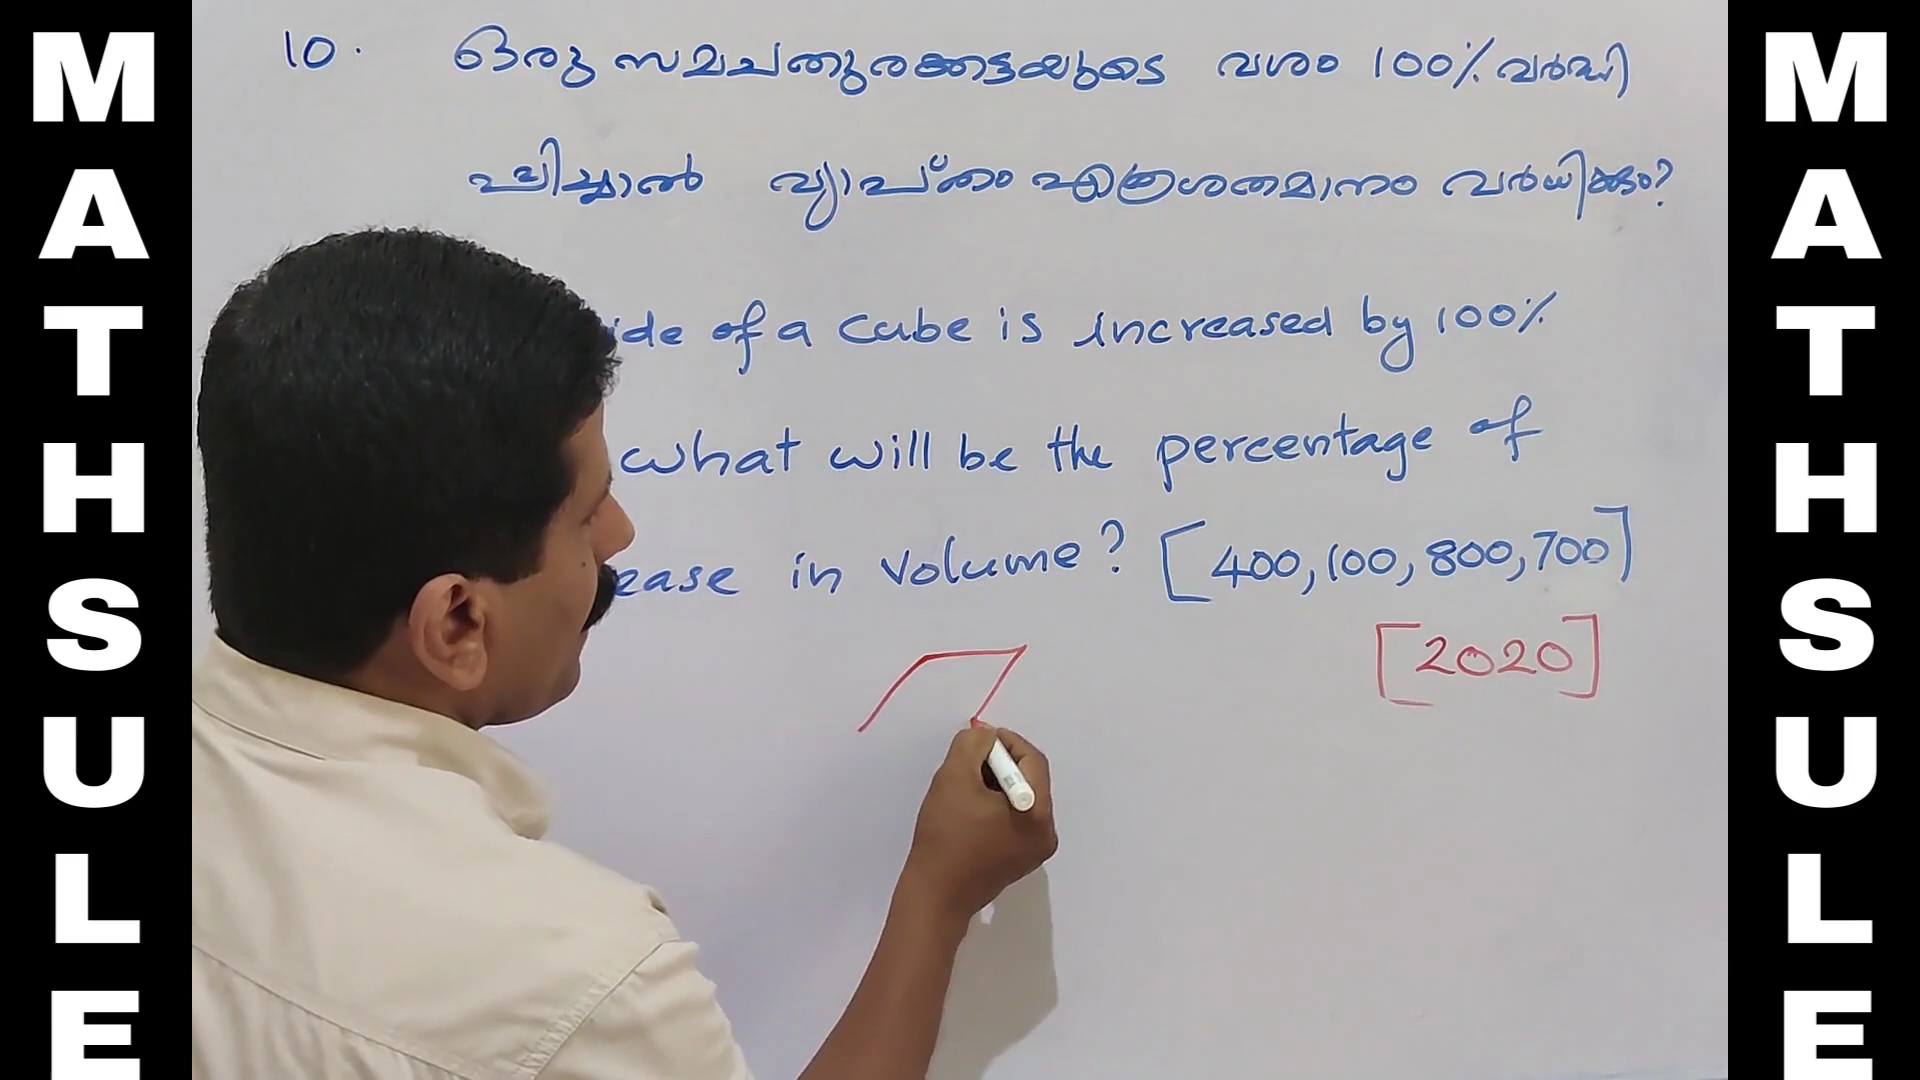 MATHSULE
10. ഒരു സമചതുരക്കട്ടയുടെ വശം 100% വർദ്ധി
പ്പിച്ചാൽ വ്യാപ്തം എത്രശതമാനം വർധിക്കും?
ide of a cube is increased by 100%
what will be the percentage of
ease in volume? [400, 100, 800, 700]
[2020]
MATHSULE